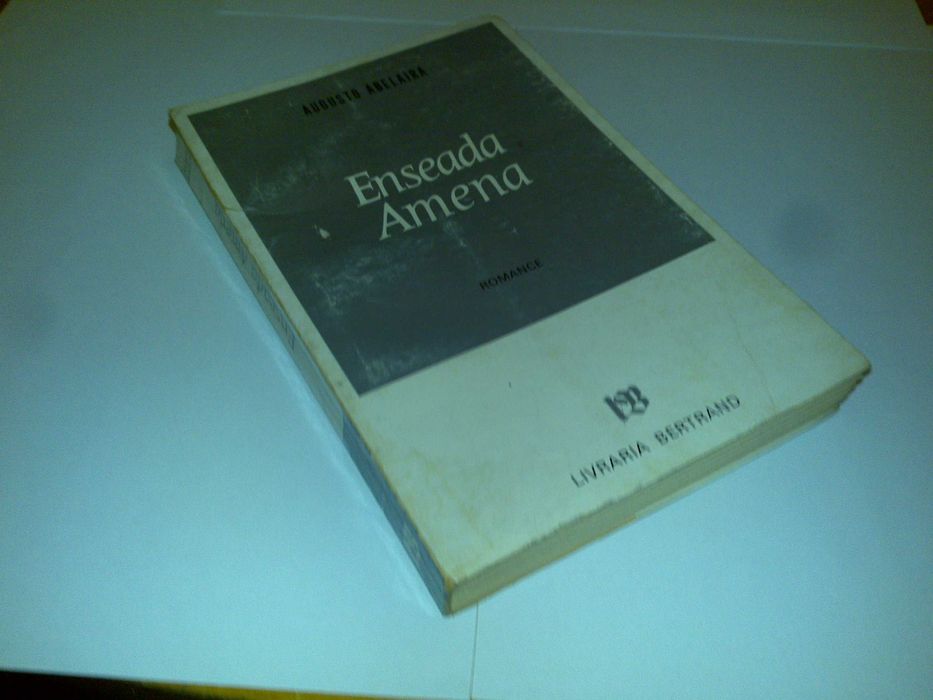 AUGUSTO ABELAIRA
Enseada
Amena
ROMANCE
LB
LIVRARIA BERTRAND